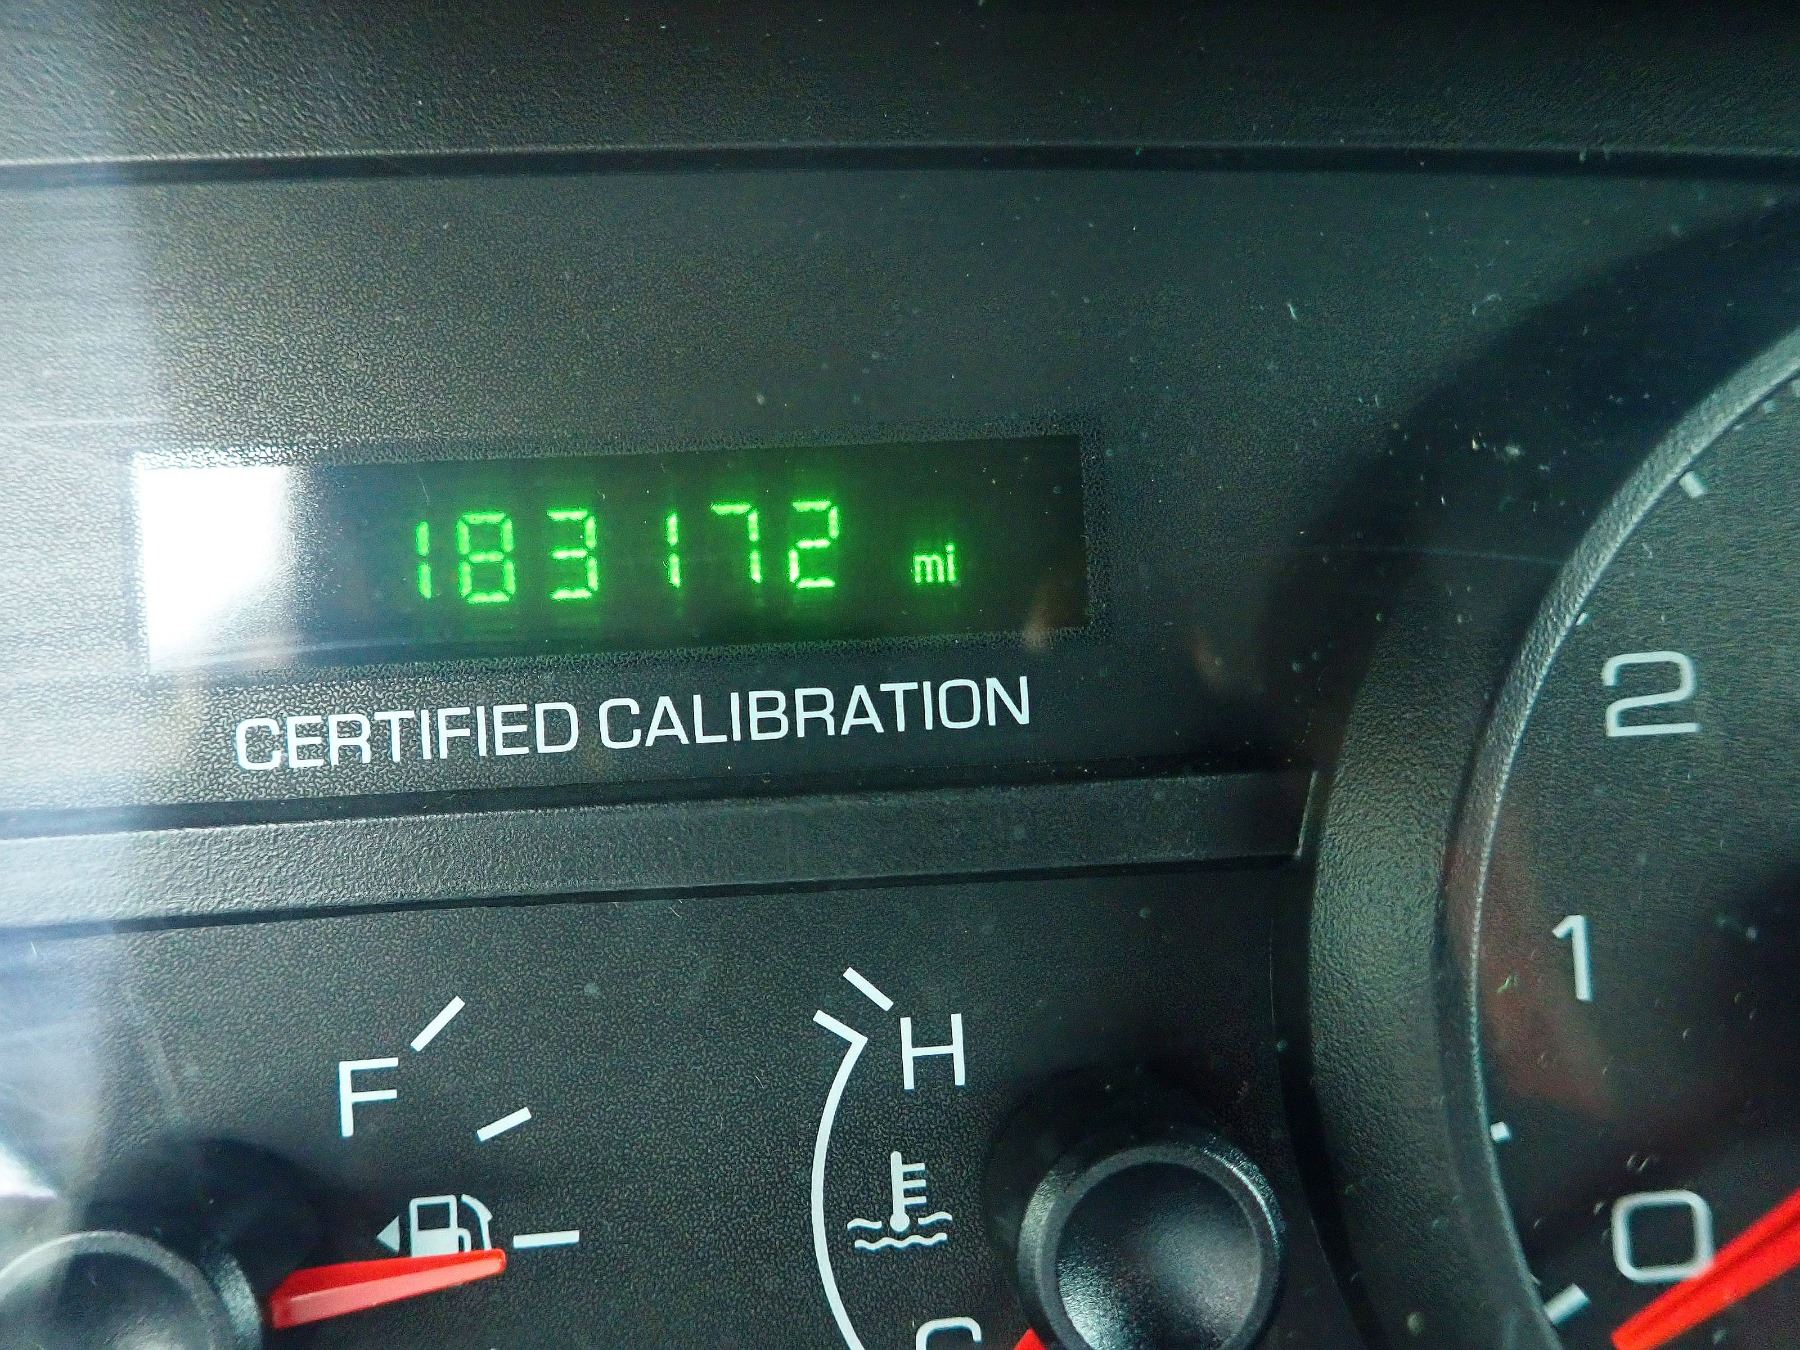 183172 mi
CERTIFIED CALIBRATION
2
1
F
H
0
C